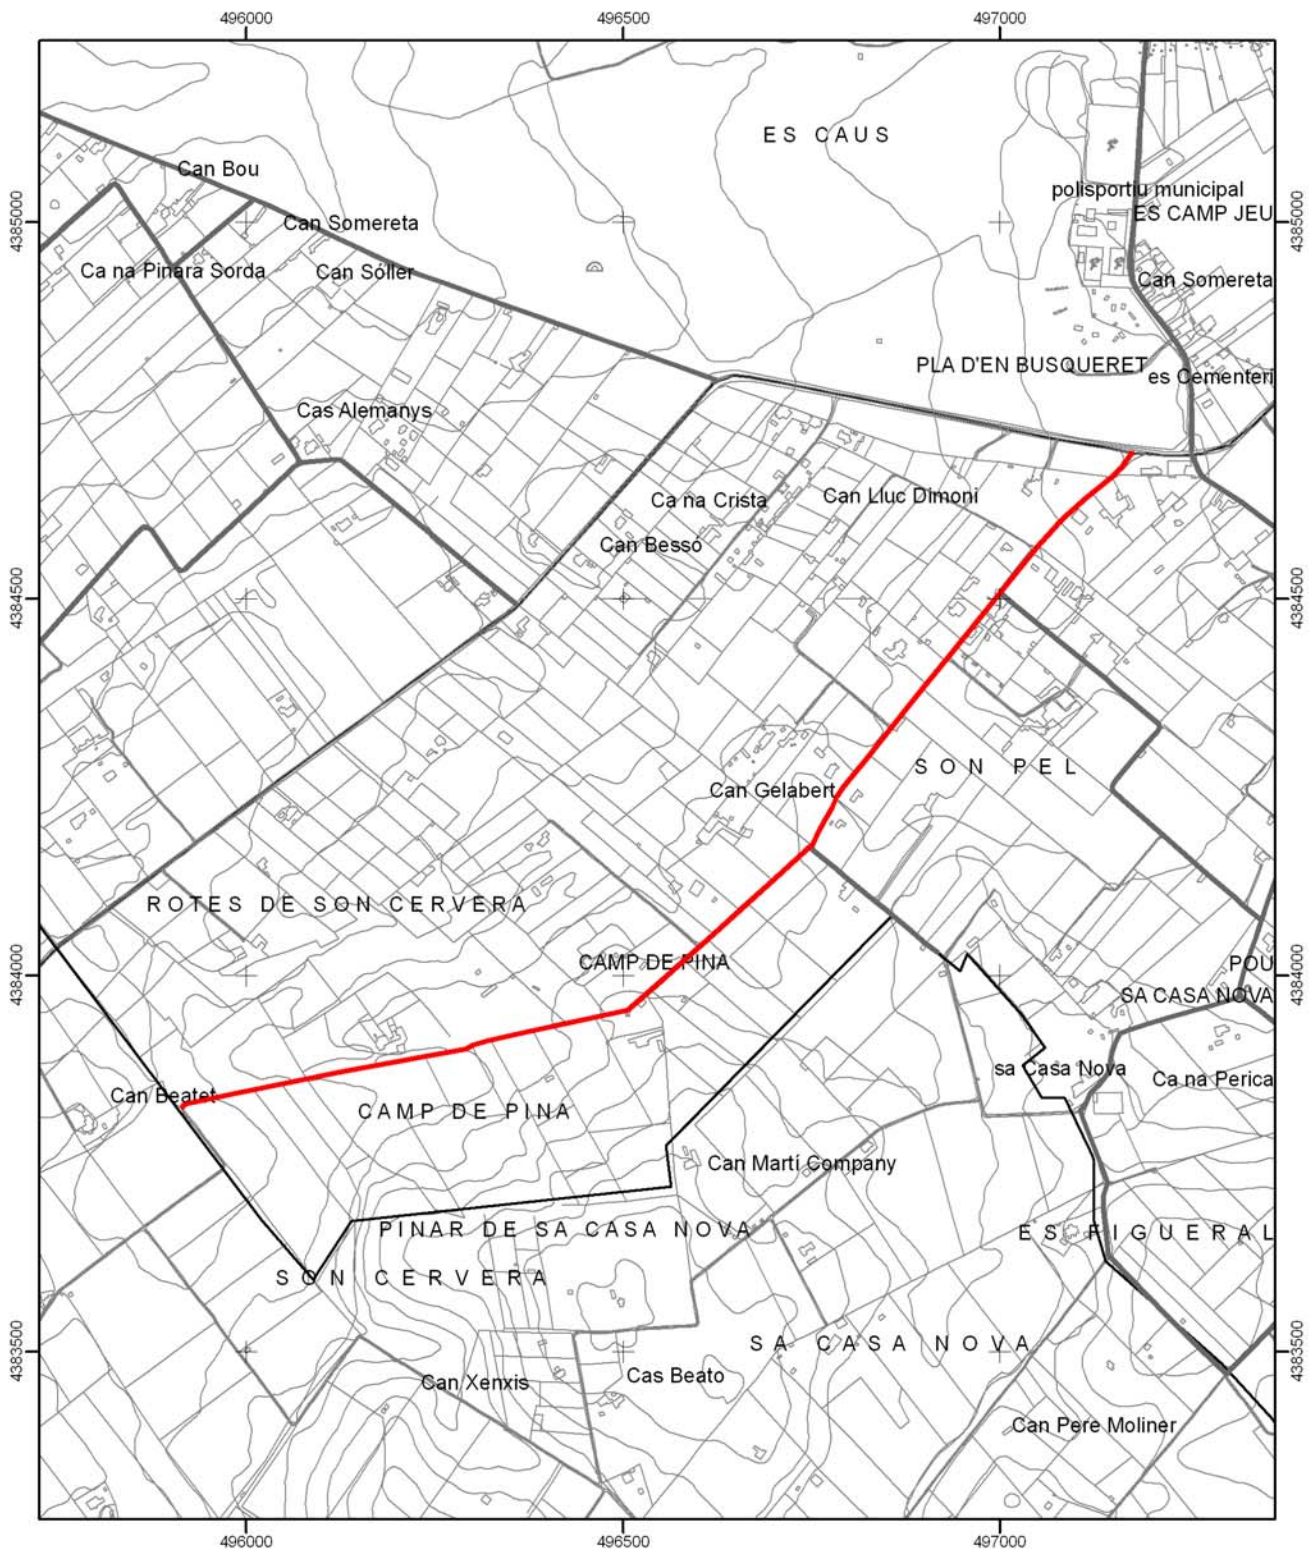 496000 496500 497000
ES CAUS
Can Bou
polisportiu municipal
4385000
ES CAMP JEU
4385000
Can Somereta
Ca na Pinara Sorda
Can Sóller
Can Somereta
PLA D'EN BUSQUERET
es Cementeri
Cas Alemanys
Ca na Crista
Can Lluc Dimoni
Can Bessó
4384500
4384500
SON PEL
Can Gelabert
ROTES DE SON CERVERA
4384000
CAMP DE PINA
POU
4384000
SA CASA NOVA
sa Casa Nova
Ca na Perica
Can Beatet
CAMP DE PINA
Can Martí Company
PINAR DE SA CASA NOVA
ES FIGUERAL
SON CERVERA
4383500
SA CASA NOVA
4383500
Can Xenxis
Cas Beato
Can Pere Moliner
496000 496500 497000